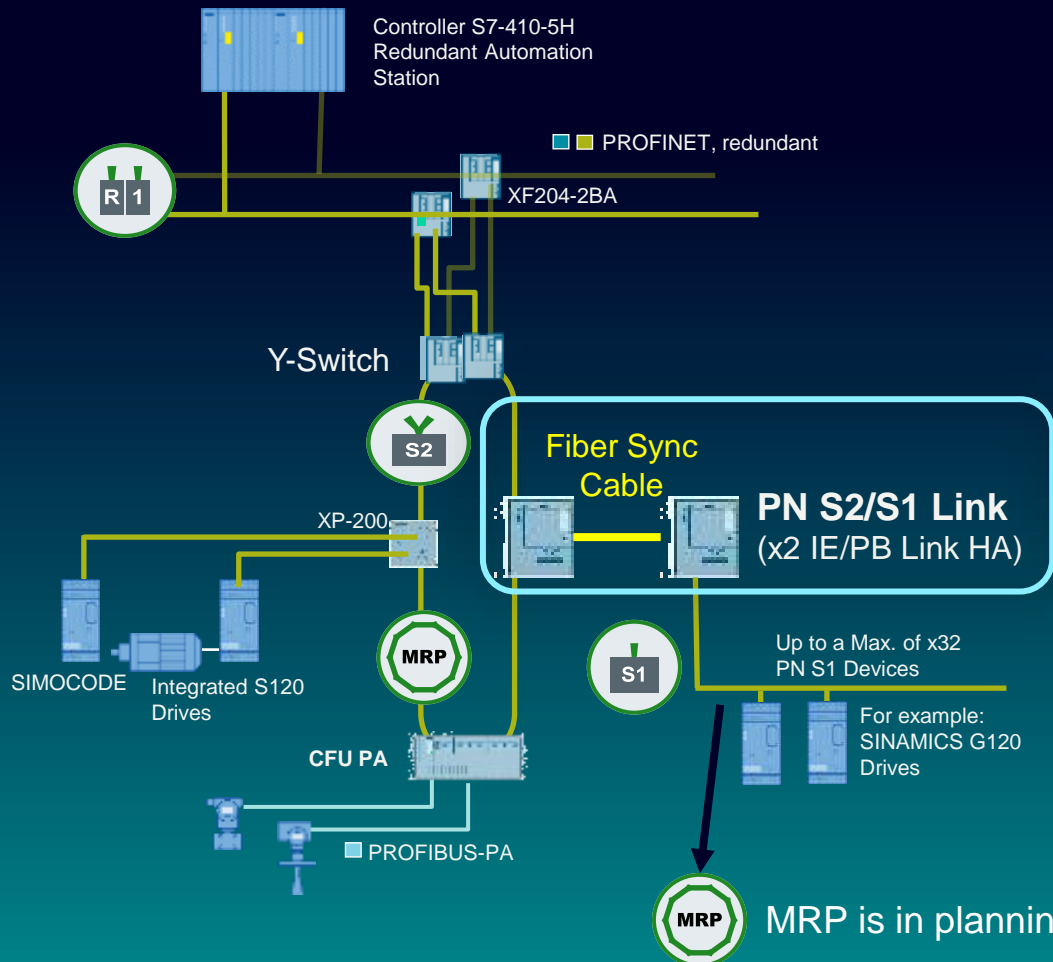 Controller S7-410-5H
Redundant Automation
Station
PROFINET, redundant
R 1
XF204-2BA
Y-Switch
S2
Fiber Sync
Cable
PN S2/S1 Link
(x2 IE/PB Link HA)
XP-200
MRP
S1
Up to a Max. of x32
PN S1 Devices
SIMOCODE
Integrated S120
Drives
For example:
SINAMICS G120
Drives
CFU PA
PROFIBUS-PA
MRP
MRP is in plannin